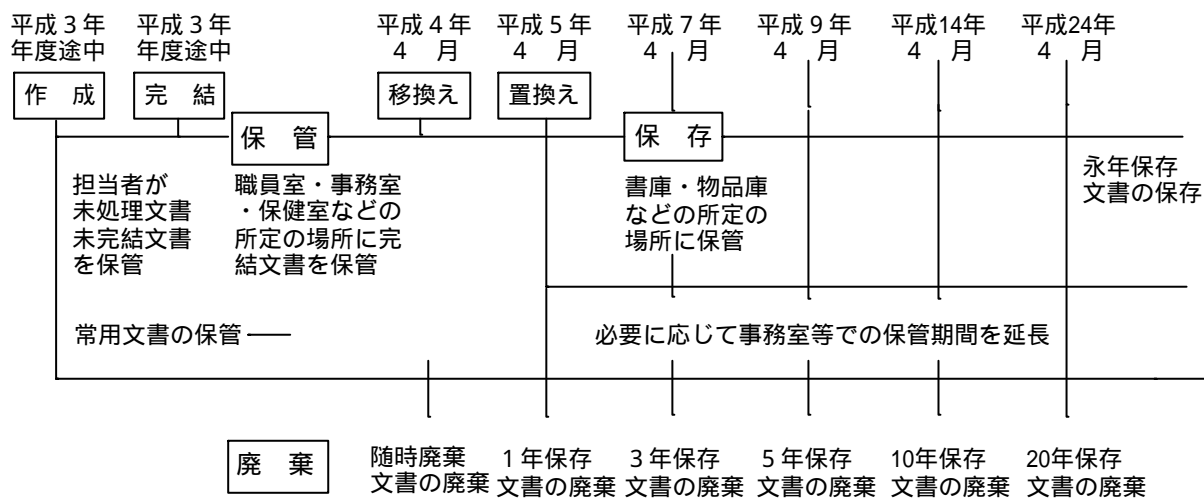 平成３年 平成３年 平成４年 平成５年 平成７年 平成９年 平成14年 平成24年
年度途中 年度途中 ４　月 ４　月 ４　月 ４　月 ４　月 ４　月
作　成 完　結 移換え 置換え
保　管 保　存
担当者が
未処理文書
未完結文書
を保管
職員室・事務室
・保健室などの
所定の場所に完
結文書を保管
書庫・物品庫
などの所定の
場所に保管
永年保存
文書の保存
常用文書の保管
必要に応じて事務室等での保管期間を延長
廃　棄
随時廃棄 １年保存 ３年保存 ５年保存 10年保存 20年保存
文書の廃棄 文書の廃棄 文書の廃棄 文書の廃棄 文書の廃棄 文書の廃棄